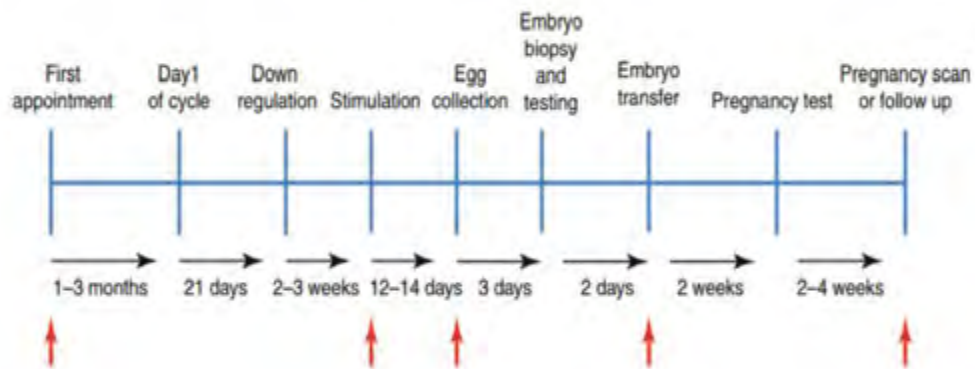 First
appointment
Day1
of cycle
Down
regulation
Stimulation
Egg
collection
Embryo
biopsy
and
testing
Embryo
transfer
Pregnancy test
Pregnancy scan
or follow up
1–3 months
21 days
2–3 weeks
12–14 days
3 days
2 days
2 weeks
2–4 weeks